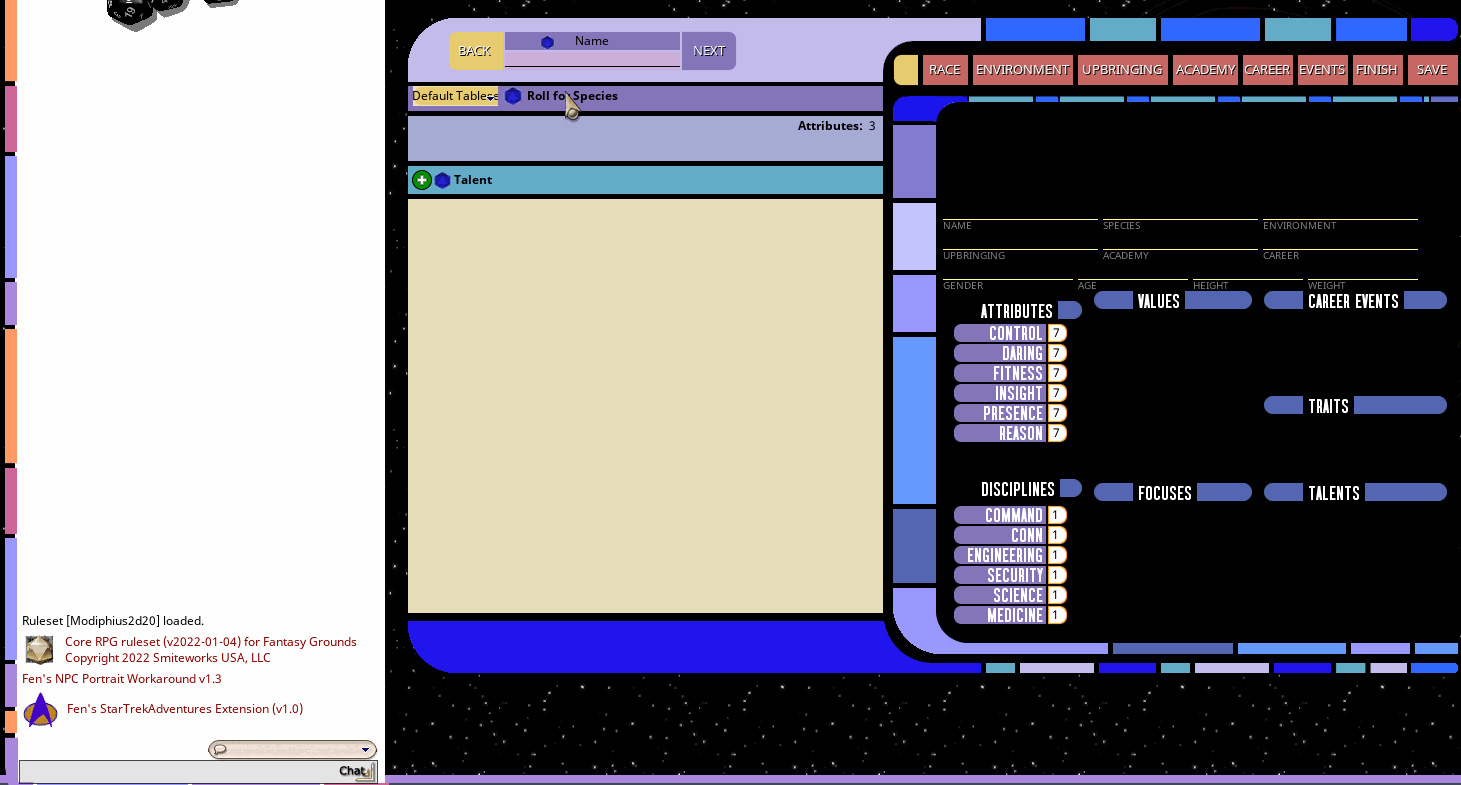 19
Ruleset [Modiphius2d20] loaded.
Core RPG ruleset (v2022-01-04) for Fantasy Grounds
Copyright 2022 Smiteworks USA, LLC
Fen's NPC Portrait Workaround v1.3
Fen's StarTrekAdventures Extension (v1.0)
Chat
BACK
Name
NEXT
Default Tables
Roll for Species
Attributes: 3
Talent
RACE ENVIRONMENT UPBRINGING ACADEMY CAREER EVENTS FINISH SAVE
NAME SPECIES ENVIRONMENT
UPBRINGING ACADEMY CAREER
GENDER AGE HEIGHT WEIGHT
ATTRIBUTES
CONTROL 7
DARING 7
FITNESS 7
INSIGHT 7
PRESENCE 7
REASON 7
VALUES
CAREER EVENTS
TRAITS
DISCIPLINES
COMMAND 1
CONN 1
ENGINEERING 1
SECURITY 1
SCIENCE 1
MEDICINE 1
FOCUSES
TALENTS